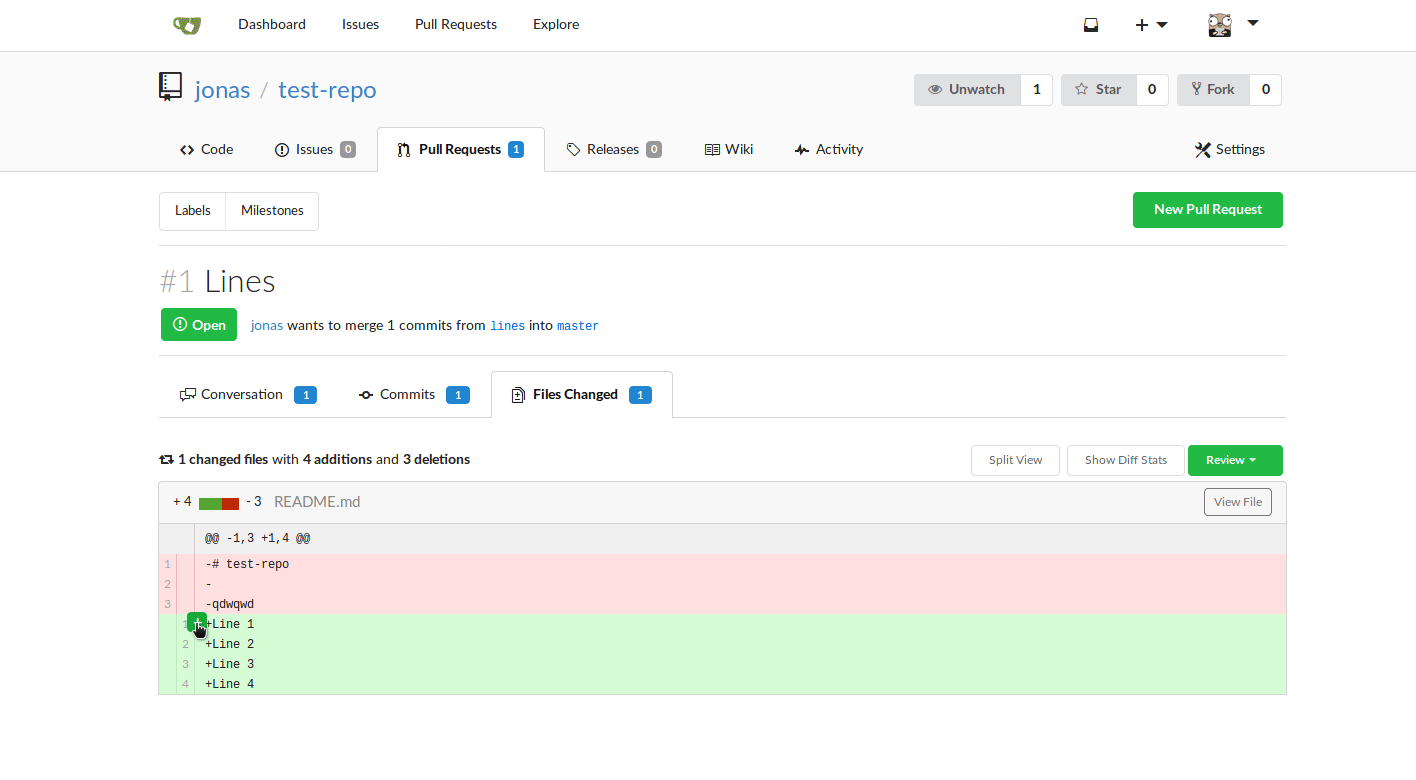 Dashboard Issues Pull Requests Explore
jonas / test-repo Unwatch 1 Star 0 Fork 0
Code Issues 0 Pull Requests 1 Releases 0 Wiki Activity Settings
Labels Milestones New Pull Request
#1 Lines
Open jonas wants to merge 1 commits from lines into master
Conversation 1 Commits 1 Files Changed 1
1 changed files with 4 additions and 3 deletions Split View Show Diff Stats Review
+ 4 - 3 README.md View File
@@ -1,3 +1,4 @@
1 -# test-repo
2 -
3 -qdwqwd
1 +Line 1
2 +Line 2
3 +Line 3
4 +Line 4